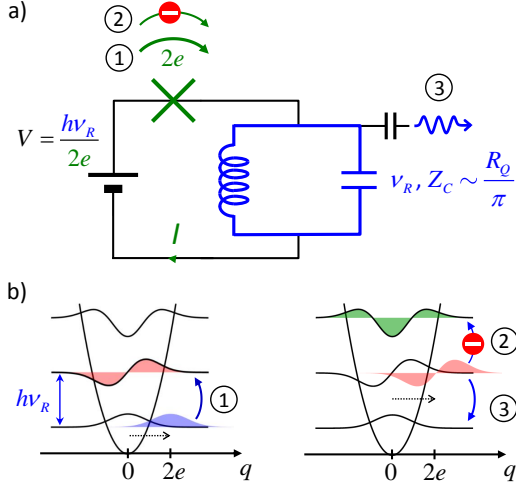 a)
②
①
2e
③
V = hν_R / 2e
ν_R, Z_C ~ R_Q / π
I
b)
hν_R
①
0
2e
q
②
③
0
2e
q